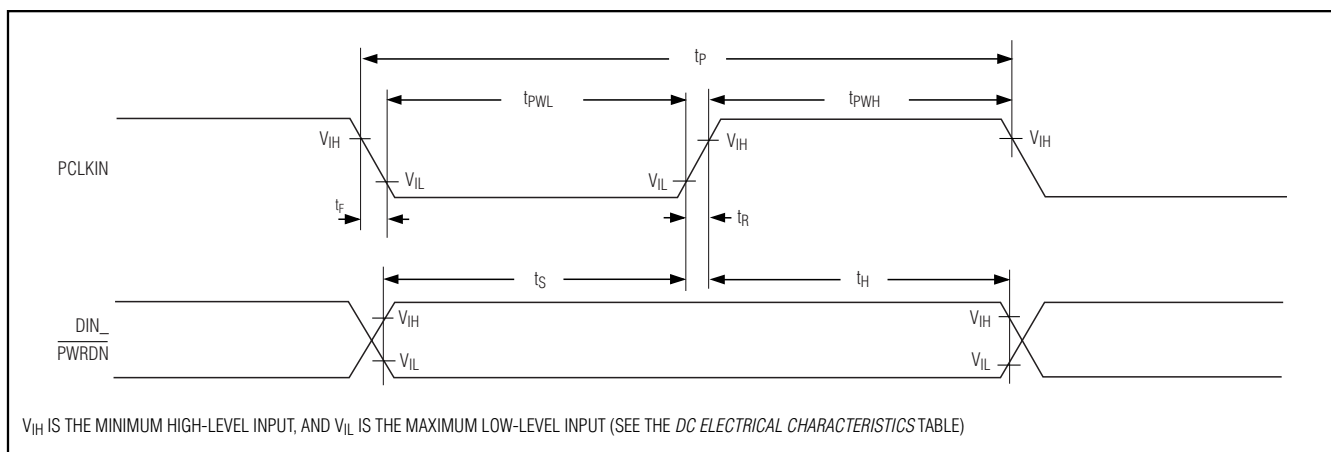 tP
tPWL
tPWH
VIH
VIH
VIH
PCLKIN
VIL
VIL
tF
tR
tS
tH
DIN_
VIH
VIH
PWRDN
VIL
VIL
VIH IS THE MINIMUM HIGH-LEVEL INPUT, AND VIL IS THE MAXIMUM LOW-LEVEL INPUT (SEE THE DC ELECTRICAL CHARACTERISTICS TABLE)